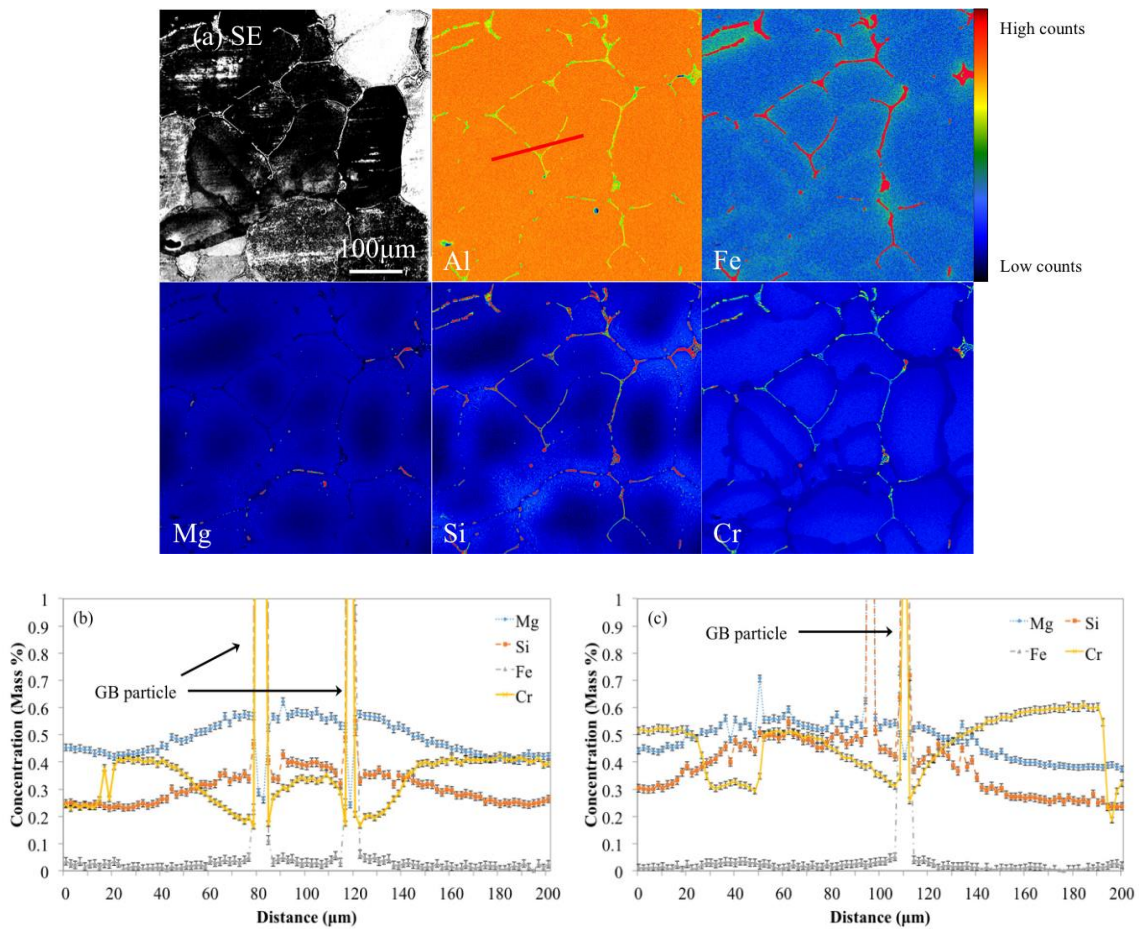 (a) SE
100μm
Al
Fe
High counts
Low counts
Mg
Si
Cr
(b)
GB particle
Mg
Si
Fe
Cr
Concentration (Mass %)
1
0.9
0.8
0.7
0.6
0.5
0.4
0.3
0.2
0.1
0
0 20 40 60 80 100 120 140 160 180 200
Distance (μm)
(c)
GB particle
Mg Si
Fe Cr
Concentration (Mass %)
1
0.9
0.8
0.7
0.6
0.5
0.4
0.3
0.2
0.1
0
0 20 40 60 80 100 120 140 160 180 200
Distance (μm)